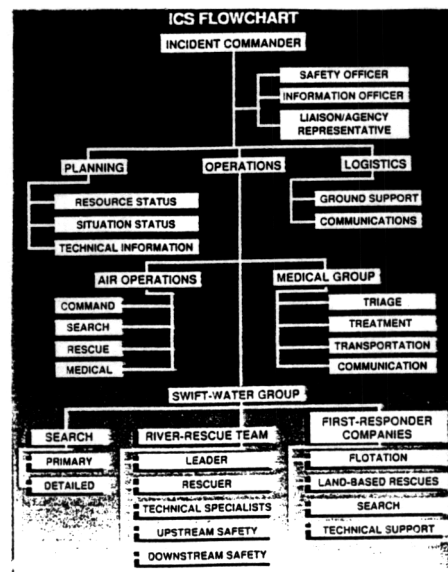 ICS FLOWCHART
INCIDENT COMMANDER
SAFETY OFFICER
INFORMATION OFFICER
LIAISON/AGENCY
REPRESENTATIVE
PLANNING
OPERATIONS
LOGISTICS
RESOURCE STATUS
SITUATION STATUS
TECHNICAL INFORMATION
GROUND SUPPORT
COMMUNICATIONS
AIR OPERATIONS
MEDICAL GROUP
COMMAND
SEARCH
RESCUE
MEDICAL
TRIAGE
TREATMENT
TRANSPORTATION
COMMUNICATION
SWIFT-WATER GROUP
SEARCH
PRIMARY
DETAILED
RIVER-RESCUE TEAM
LEADER
RESCUER
TECHNICAL SPECIALISTS
UPSTREAM SAFETY
DOWNSTREAM SAFETY
FIRST-RESPONDER
COMPANIES
FLOTATION
LAND-BASED RESCUES
SEARCH
TECHNICAL SUPPORT